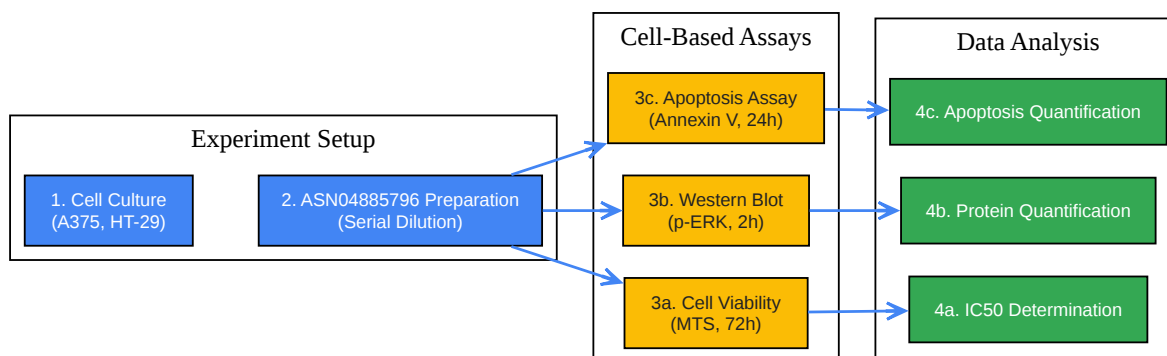 Experiment Setup
1. Cell Culture
(A375, HT-29)
2. ASN04885796 Preparation
(Serial Dilution)
Cell-Based Assays
3c. Apoptosis Assay
(Annexin V, 24h)
3b. Western Blot
(p-ERK, 2h)
3a. Cell Viability
(MTS, 72h)
Data Analysis
4c. Apoptosis Quantification
4b. Protein Quantification
4a. IC50 Determination